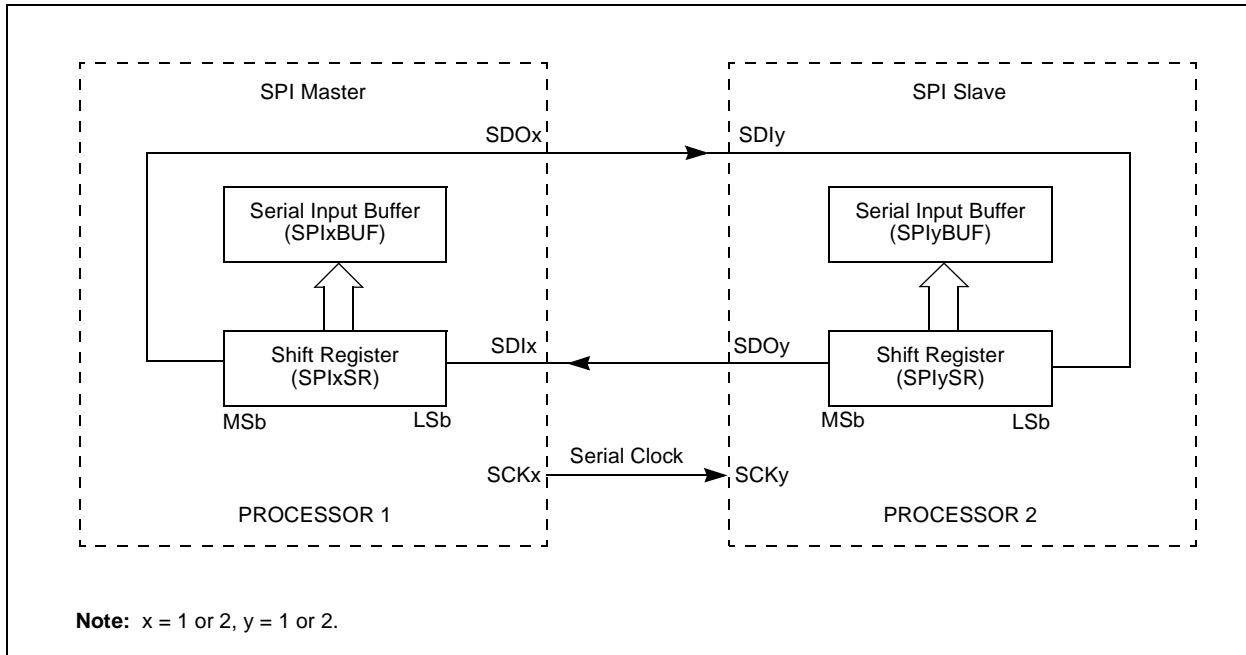 SPI Master
SPI Slave
SDOx
SDIy
Serial Input Buffer
(SPIxBUF)
Serial Input Buffer
(SPIyBUF)
Shift Register
(SPIxSR)
SDIx
SDOy
Shift Register
(SPIySR)
MSb
LSb
MSb
LSb
Serial Clock
SCKx
SCKy
PROCESSOR 1
PROCESSOR 2
Note: x = 1 or 2, y = 1 or 2.